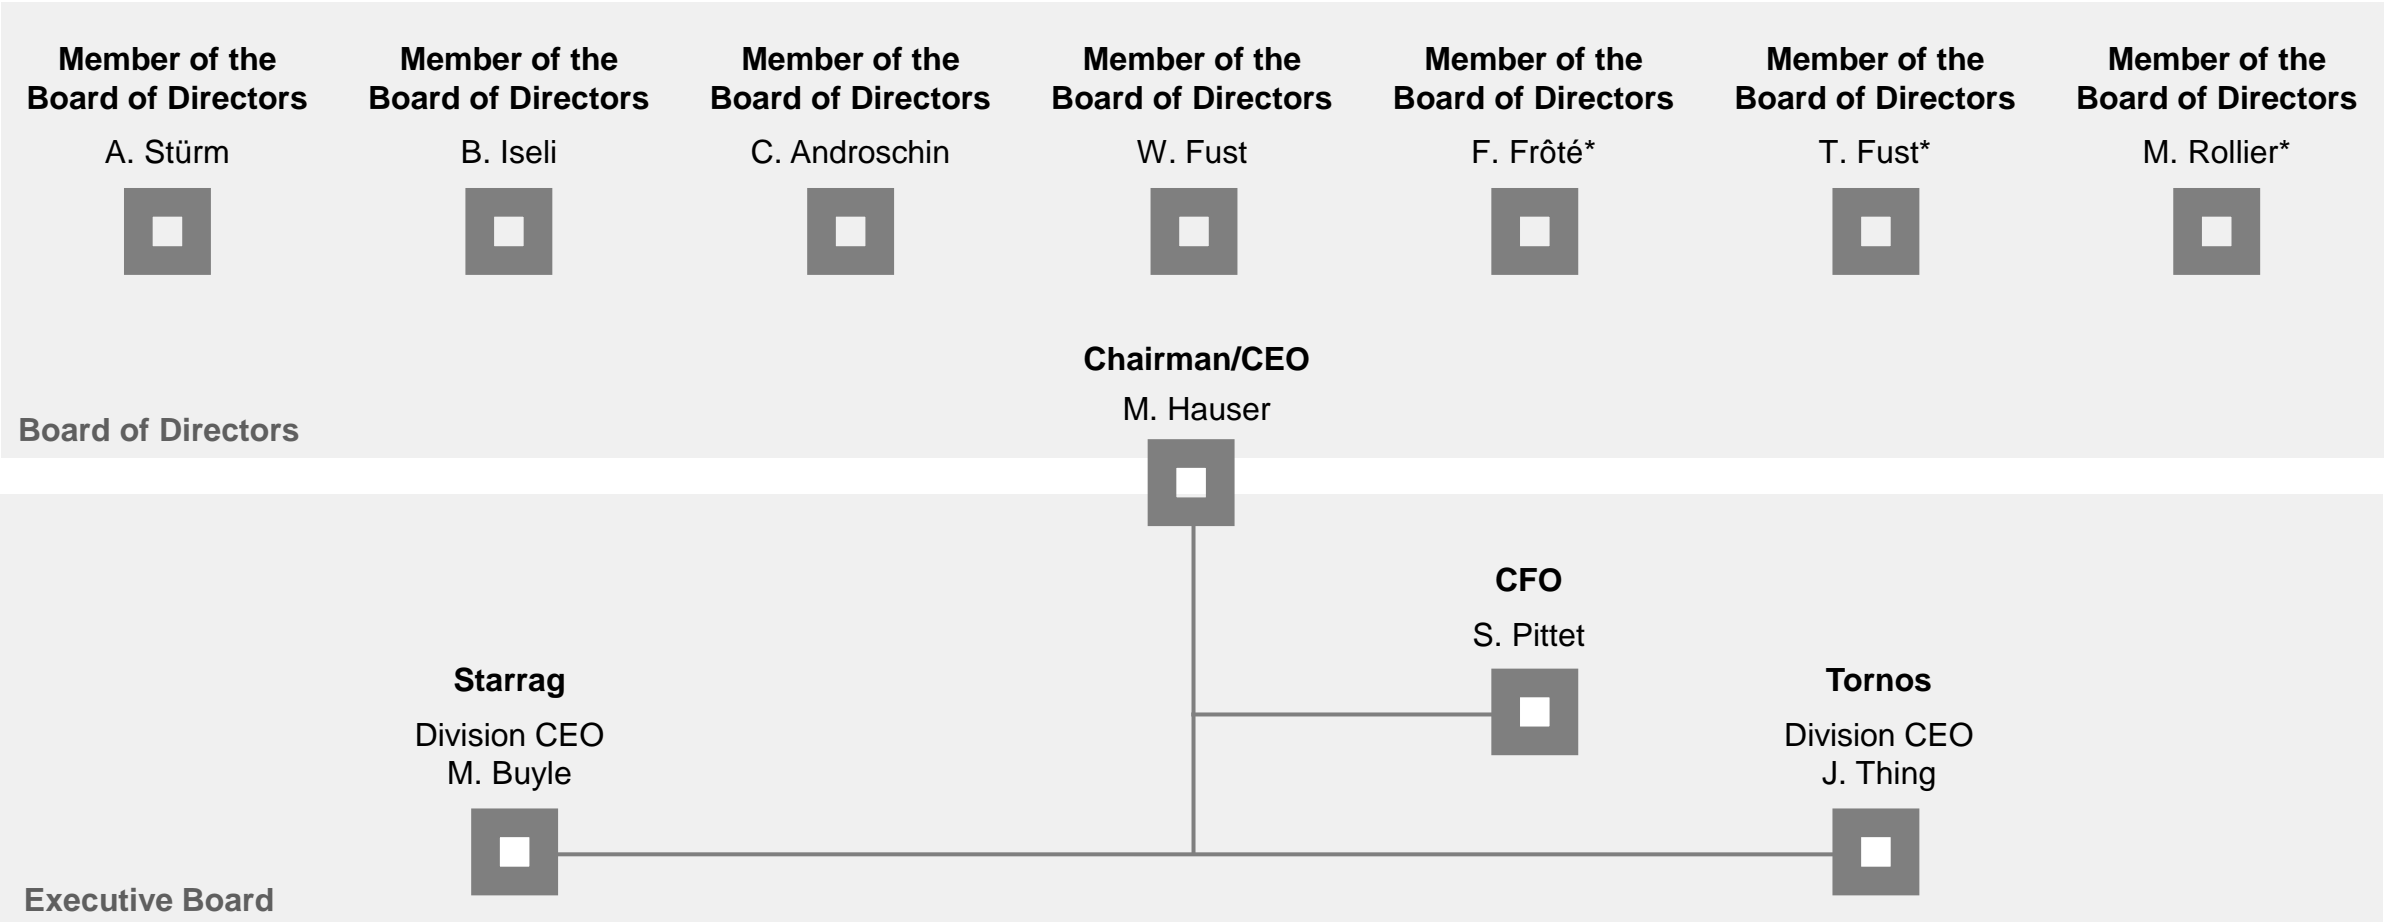 Member of the
Board of Directors
A. Stürm
Member of the
Board of Directors
B. Iseli
Member of the
Board of Directors
C. Androschin
Member of the
Board of Directors
W. Fust
Member of the
Board of Directors
F. Frôté*
Member of the
Board of Directors
T. Fust*
Member of the
Board of Directors
M. Rollier*
Chairman/CEO
M. Hauser
Board of Directors
CFO
S. Pittet
Starrag
Division CEO
M. Buyle
Tornos
Division CEO
J. Thing
Executive Board